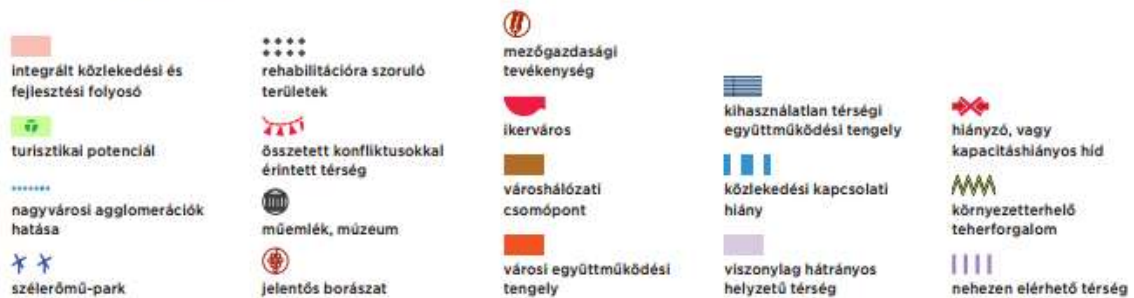 integrált közlekedési és
fejlesztési folyosó
turisztikai potenciál
nagyvárosi agglomerációk
hatása
szélerőmű-park
rehabilitációra szoruló
területek
összetett konfliktusokkal
érintett térség
műemlék, múzeum
jelentős borászat
mezőgazdasági
tevékenység
ikerváros
városhálózati
csomópont
városi együttműködési
tengely
kihasználatlan térségi
együttműködési tengely
közlekedési kapcsolati
hiány
viszonylag hátrányos
helyzetű térség
hiányzó, vagy
kapacitáshiányos híd
környezetterhelő
teherforgalom
nehezen elérhető térség